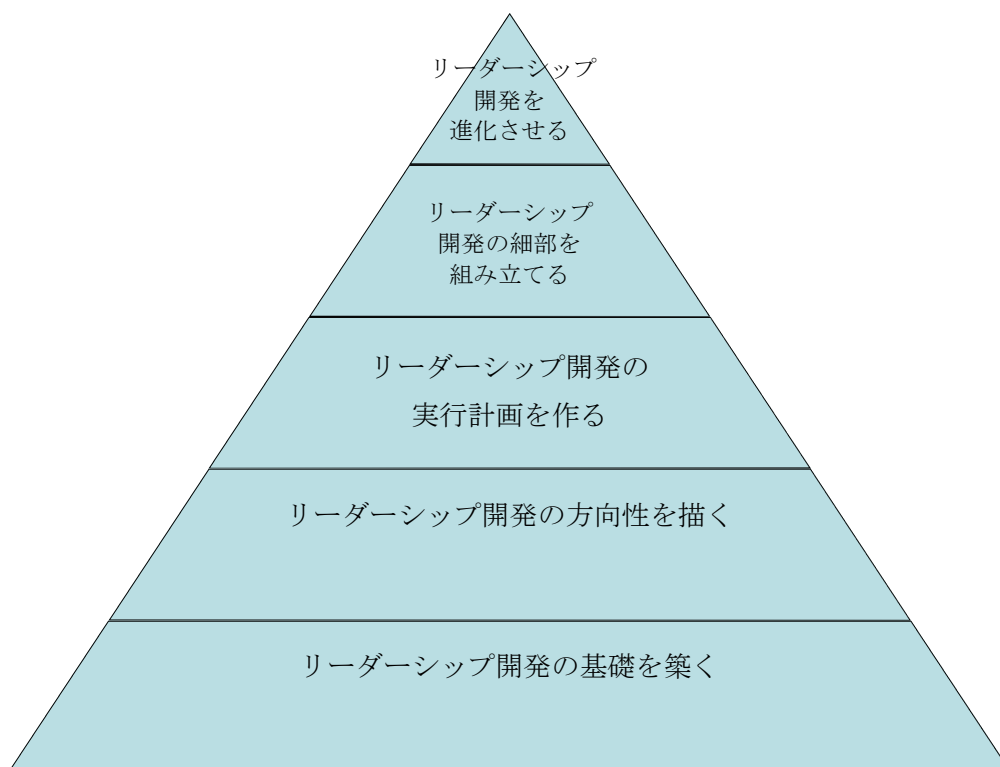 リーダーシップ
開発を
進化させる
リーダーシップ
開発の細部を
組み立てる
リーダーシップ開発の
実行計画を作る
リーダーシップ開発の方向性を描く
リーダーシップ開発の基礎を築く